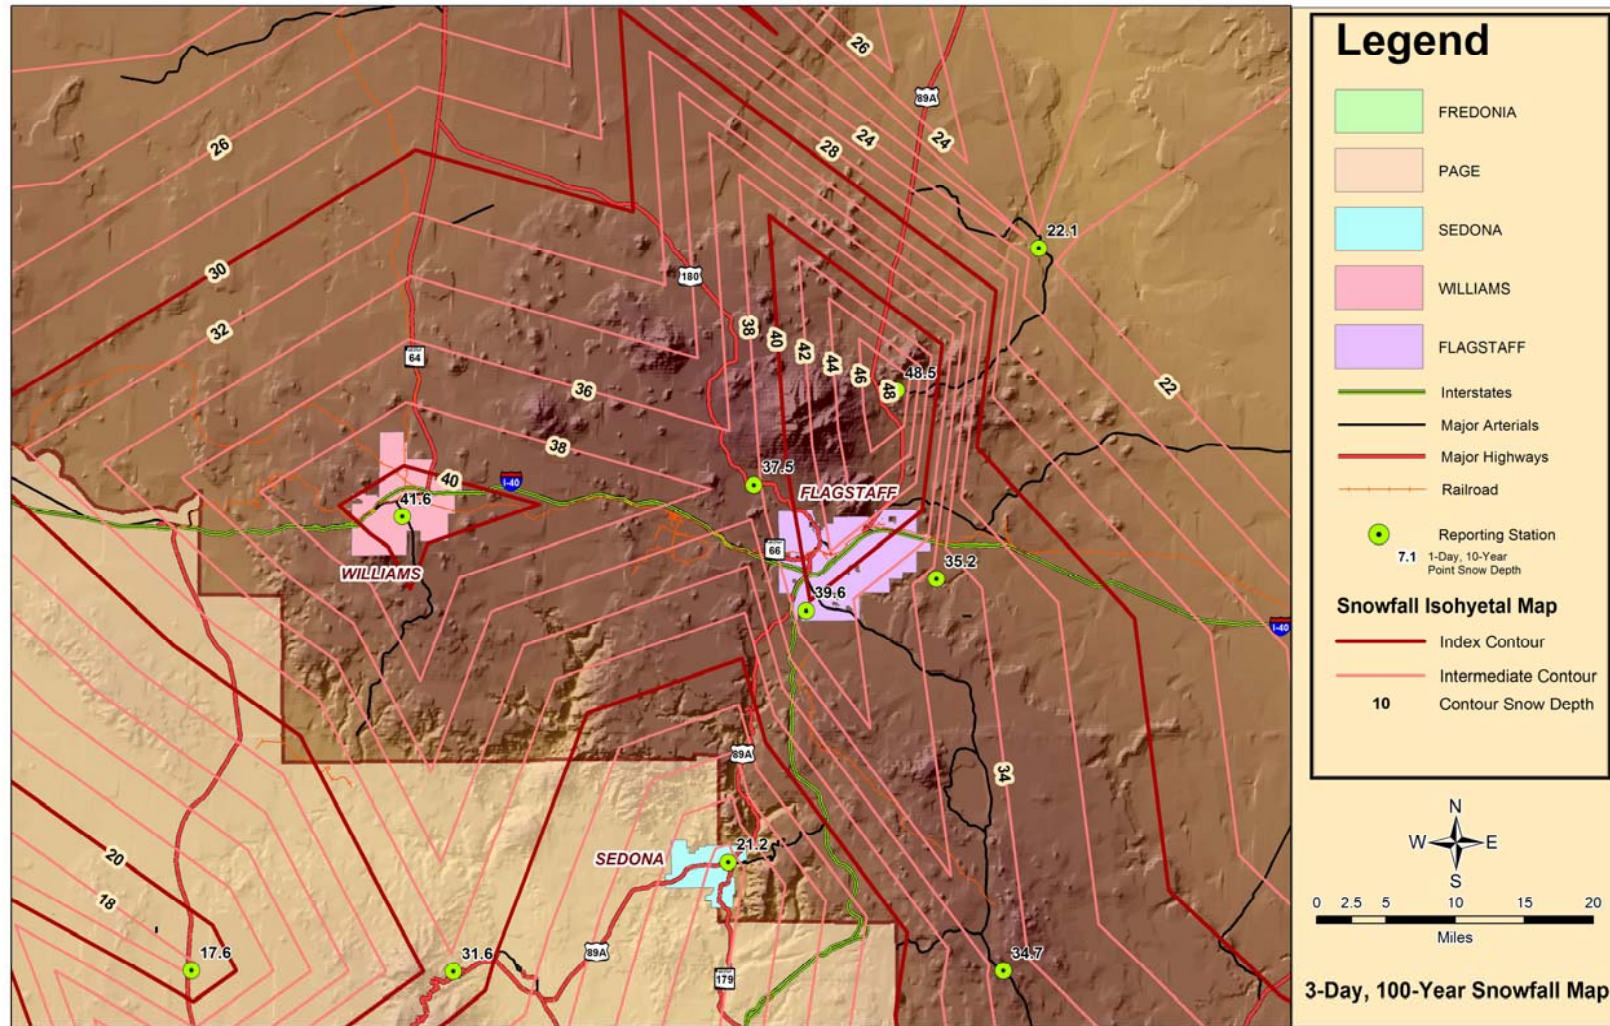 26
89A
26
28
24
24
22.1
180
30
32
64
36
38
40
42
44
46
48
48.5
22
38
37.5
FLAGSTAFF
40
I-40
41.6
WILLIAMS
66
39.6
35.2
I-40
34
89A
SEDONA
21.2
20
18
17.6
31.6
89A
179
34.7
Legend
FREDONIA
PAGE
SEDONA
WILLIAMS
FLAGSTAFF
Interstates
Major Arterials
Major Highways
Railroad
Reporting Station
7.1 1-Day, 10-Year
Point Snow Depth
Snowfall Isohyetal Map
Index Contour
Intermediate Contour
10 Contour Snow Depth
N
W E
S
0 2.5 5 10 15 20
Miles
3-Day, 100-Year Snowfall Map